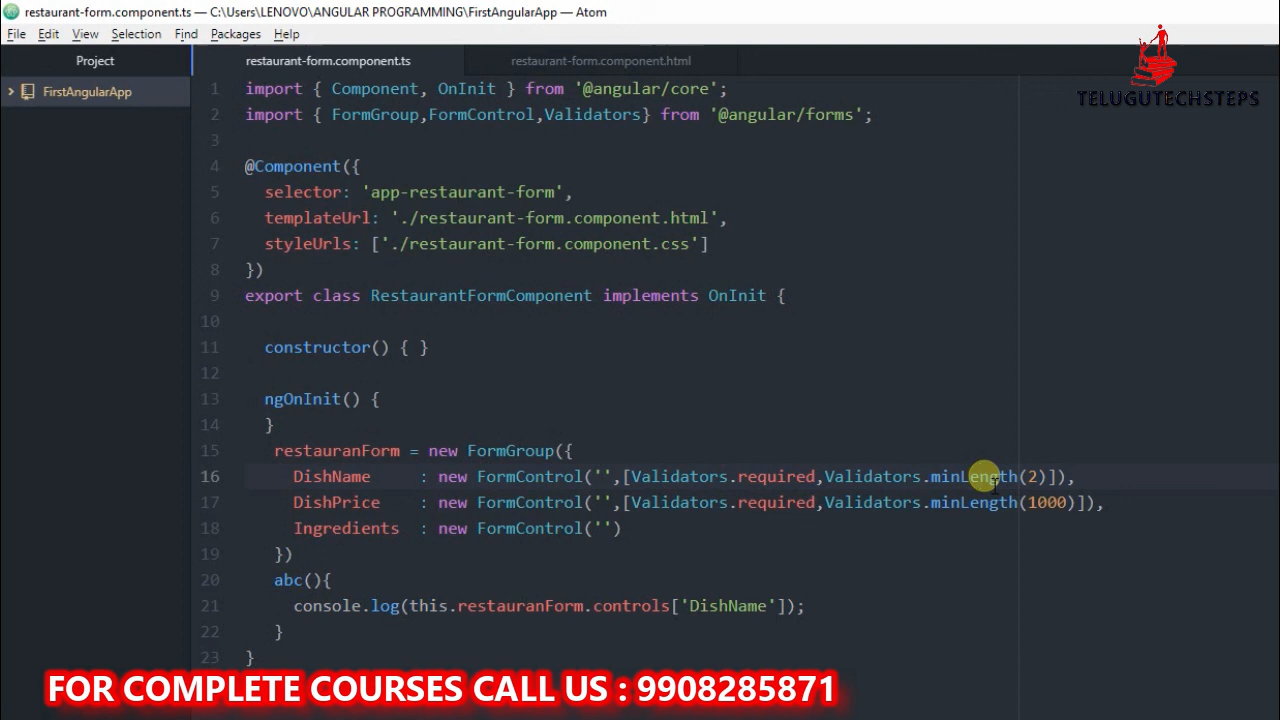 restaurant-form.component.ts — C:\Users\LENOVO\ANGULAR PROGRAMMING\FirstAngularApp — Atom
File Edit View Selection Find Packages Help
Project restaurant-form.component.ts restaurant-form.component.html
TELUGUTECHSTEPS
FirstAngularApp
1 import { Component, OnInit } from '@angular/core';
2 import { FormGroup,FormControl,Validators} from '@angular/forms';
3
4 @Component({
5 selector: 'app-restaurant-form',
6 templateUrl: './restaurant-form.component.html',
7 styleUrls: ['./restaurant-form.component.css']
8 })
9 export class RestaurantFormComponent implements OnInit {
10
11 constructor() { }
12
13 ngOnInit() {
14 }
15 restauranForm = new FormGroup({
16 DishName : new FormControl('',[Validators.required,Validators.minLength(2)]),
17 DishPrice : new FormControl('',[Validators.required,Validators.minLength(1000)]),
18 Ingredients : new FormControl('')
19 })
20 abc(){
21 console.log(this.restauranForm.controls['DishName']);
22 }
23 }
FOR COMPLETE COURSES CALL US : 9908285871